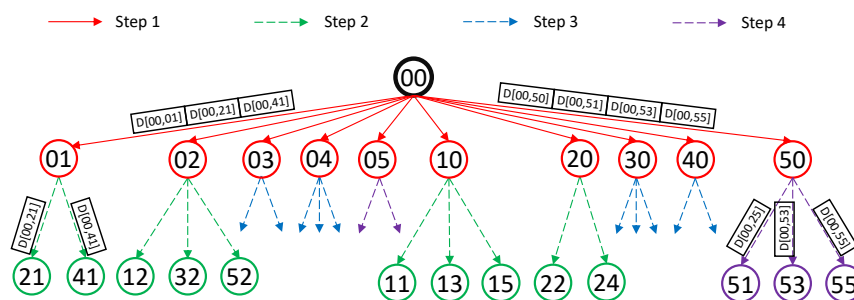 Step 1 Step 2 Step 3 Step 4
00
D[00,01] D[00,21] D[00,41]
D[00,50] D[00,51] D[00,53] D[00,55]
01 02 03 04 05 10 20 30 40 50
D[00,21] D[00,41]
D[00,25] D[00,53] D[00,55]
21 41 12 32 52 11 13 15 22 24 51 53 55